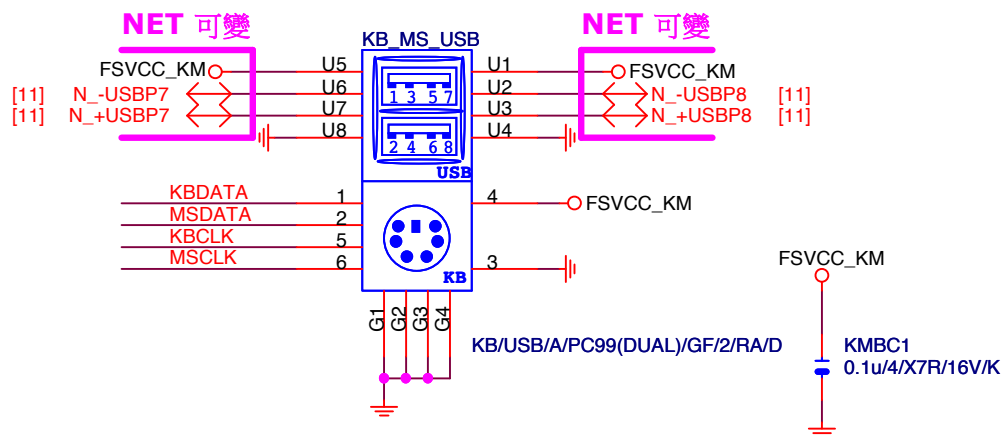 NET 可變
NET 可變
KB_MS_USB
FSVCC_KM
U5
U1
FSVCC_KM
[11]
N_-USBP7
U6
U2
N_-USBP8
[11]
[11]
N_+USBP7
U7
U3
N_+USBP8
[11]
U8
U4
1 3 5 7
2 4 6 8
USB
KBDATA
1
4
FSVCC_KM
MSDATA
2
KBCLK
5
MSCLK
6
3
KB
G1
G2
G3
G4
KB/USB/A/PC99(DUAL)/GF/2/RA/D
FSVCC_KM
KMBC1
0.1u/4/X7R/16V/K